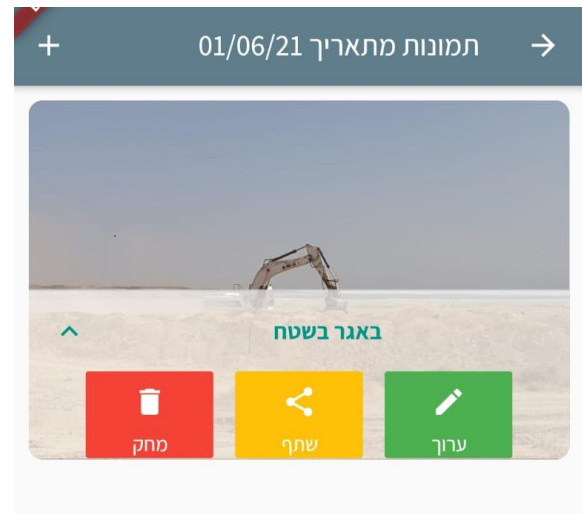 תמונות מתאריך 01/06/21
באגר בשטח
ערוך
שתף
מחק